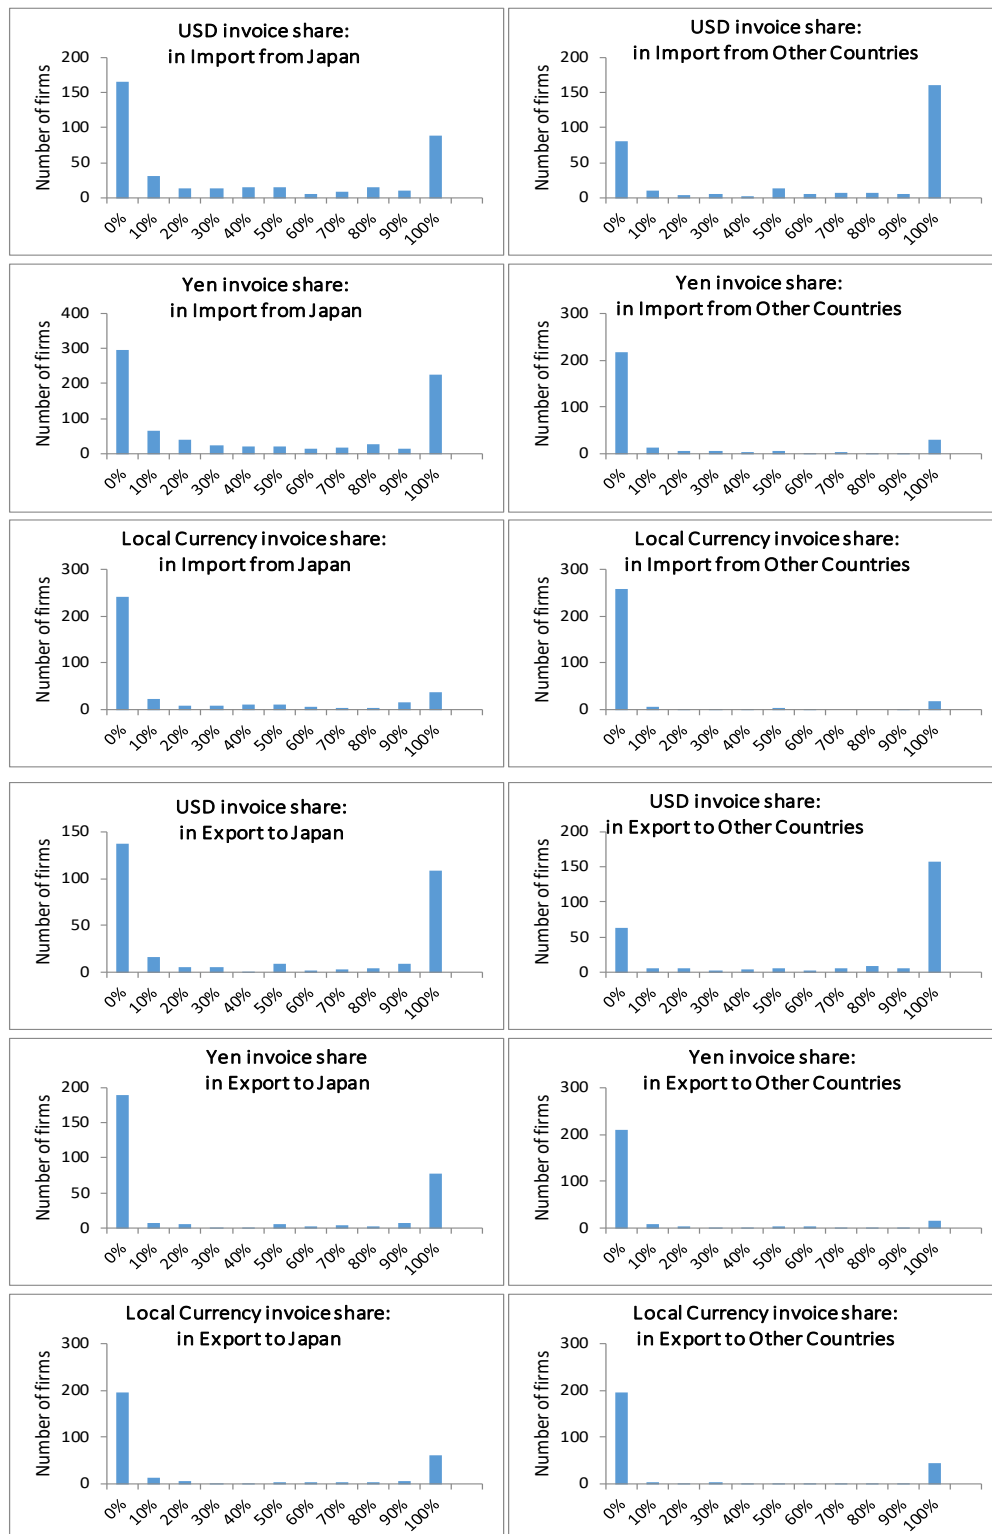 USD invoice share:
in Import from Japan
Number of firms
200
150
100
50
0
0% 10% 20% 30% 40% 50% 60% 70% 80% 90% 100%
USD invoice share:
in Import from Other Countries
Number of firms
200
150
100
50
0
0% 10% 20% 30% 40% 50% 60% 70% 80% 90% 100%
Yen invoice share:
in Import from Japan
Number of firms
400
300
200
100
0
0% 10% 20% 30% 40% 50% 60% 70% 80% 90% 100%
Yen invoice share:
in Import from Other Countries
Number of firms
300
200
100
0
0% 10% 20% 30% 40% 50% 60% 70% 80% 90% 100%
Local Currency invoice share:
in Import from Japan
Number of firms
300
200
100
0
0% 10% 20% 30% 40% 50% 60% 70% 80% 90% 100%
Local Currency invoice share:
in Import from Other Countries
Number of firms
300
200
100
0
0% 10% 20% 30% 40% 50% 60% 70% 80% 90% 100%
USD invoice share:
in Export to Japan
Number of firms
150
100
50
0
0% 10% 20% 30% 40% 50% 60% 70% 80% 90% 100%
USD invoice share:
in Export to Other Countries
Number of firms
200
150
100
50
0
0% 10% 20% 30% 40% 50% 60% 70% 80% 90% 100%
Yen invoice share
in Export to Japan
Number of firms
200
150
100
50
0
0% 10% 20% 30% 40% 50% 60% 70% 80% 90% 100%
Yen invoice share:
in Export to Other Countries
Number of firms
300
200
100
0
0% 10% 20% 30% 40% 50% 60% 70% 80% 90% 100%
Local Currency invoice share:
in Export to Japan
Number of firms
300
200
100
0
0% 10% 20% 30% 40% 50% 60% 70% 80% 90% 100%
Local Currency invoice share:
in Export to Other Countries
Number of firms
300
200
100
0
0% 10% 20% 30% 40% 50% 60% 70% 80% 90% 100%